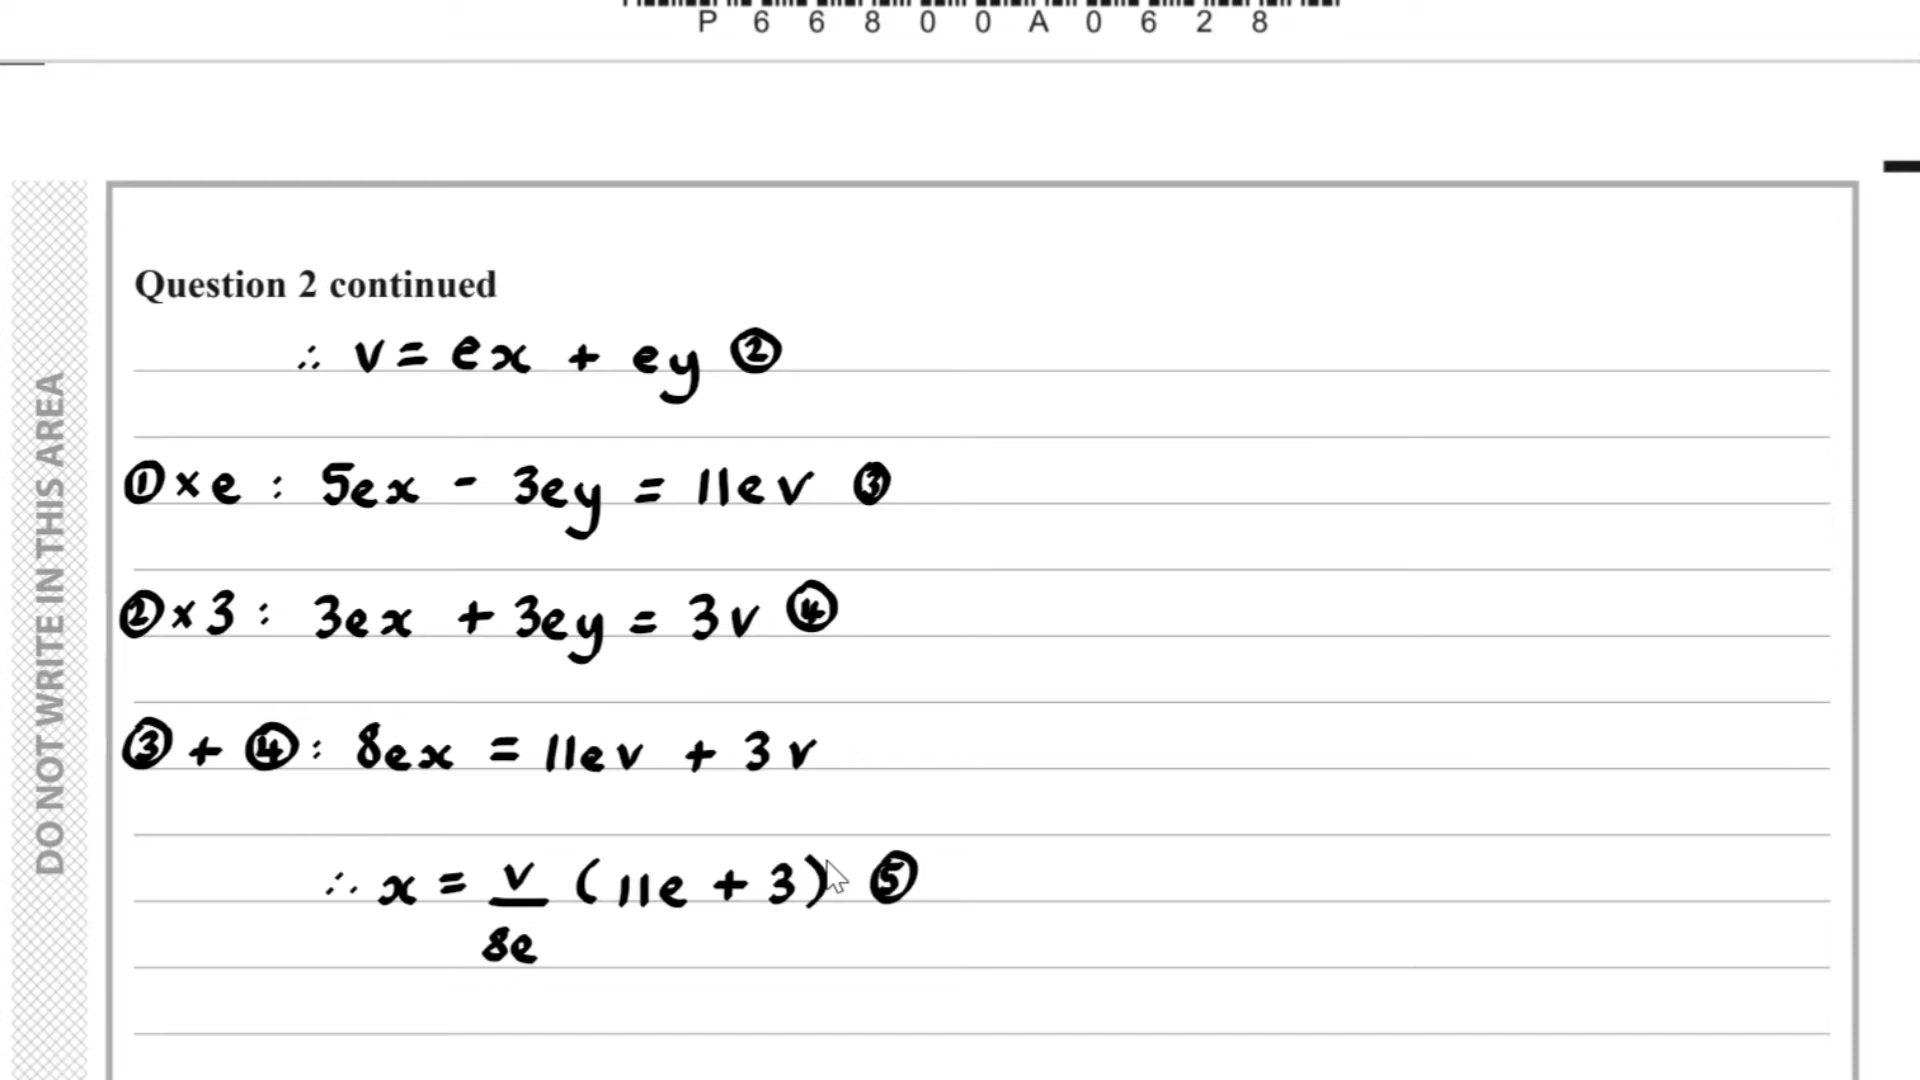 P 6 6 8 0 0 A 0 6 2 8
DO NOT WRITE IN THIS AREA
Question 2 continued
∴ v = ex + ey ②
① × e : 5ex - 3ey = 11ev ③
② × 3 : 3ex + 3ey = 3v ④
③ + ④ : 8ex = 11ev + 3v
∴ x = v/8e (11e + 3) ⑤